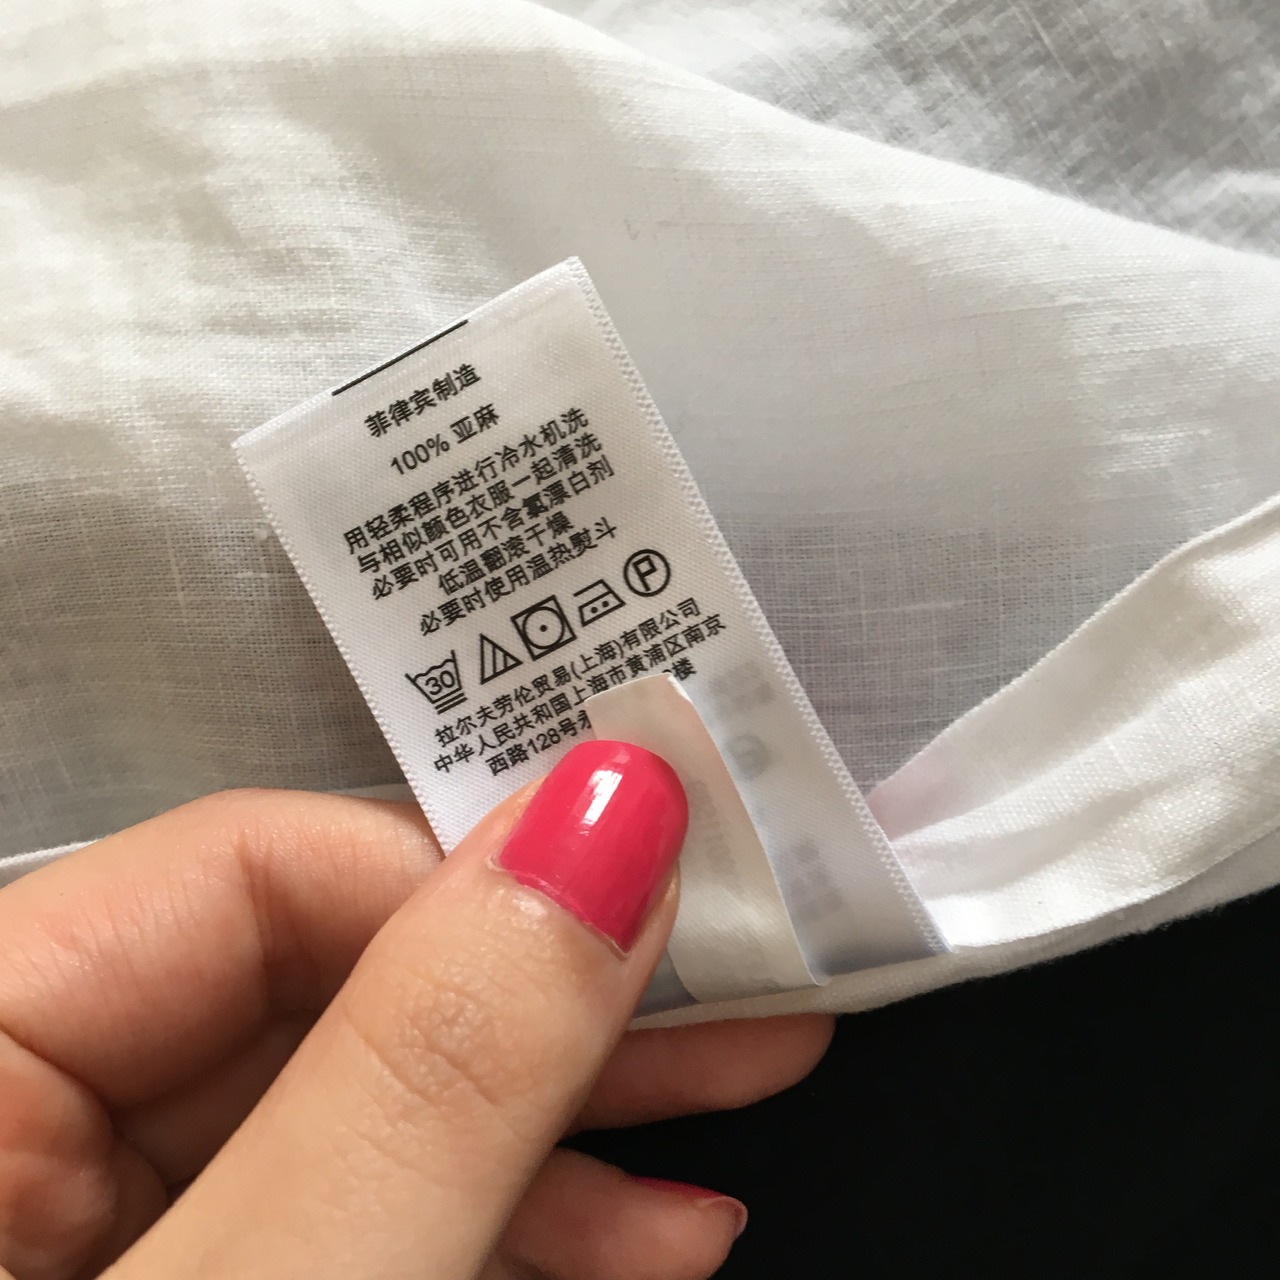 菲律宾制造
100% 亚麻
用轻柔程序进行冷水机洗
与相似颜色衣服一起清洗
必要时可用不含氯漂白剂
低温翻滚干燥
必要时使用温热熨斗
30 P
拉尔夫劳伦贸易(上海)有限公司
中华人民共和国上海市黄浦区南京
西路128号 楼